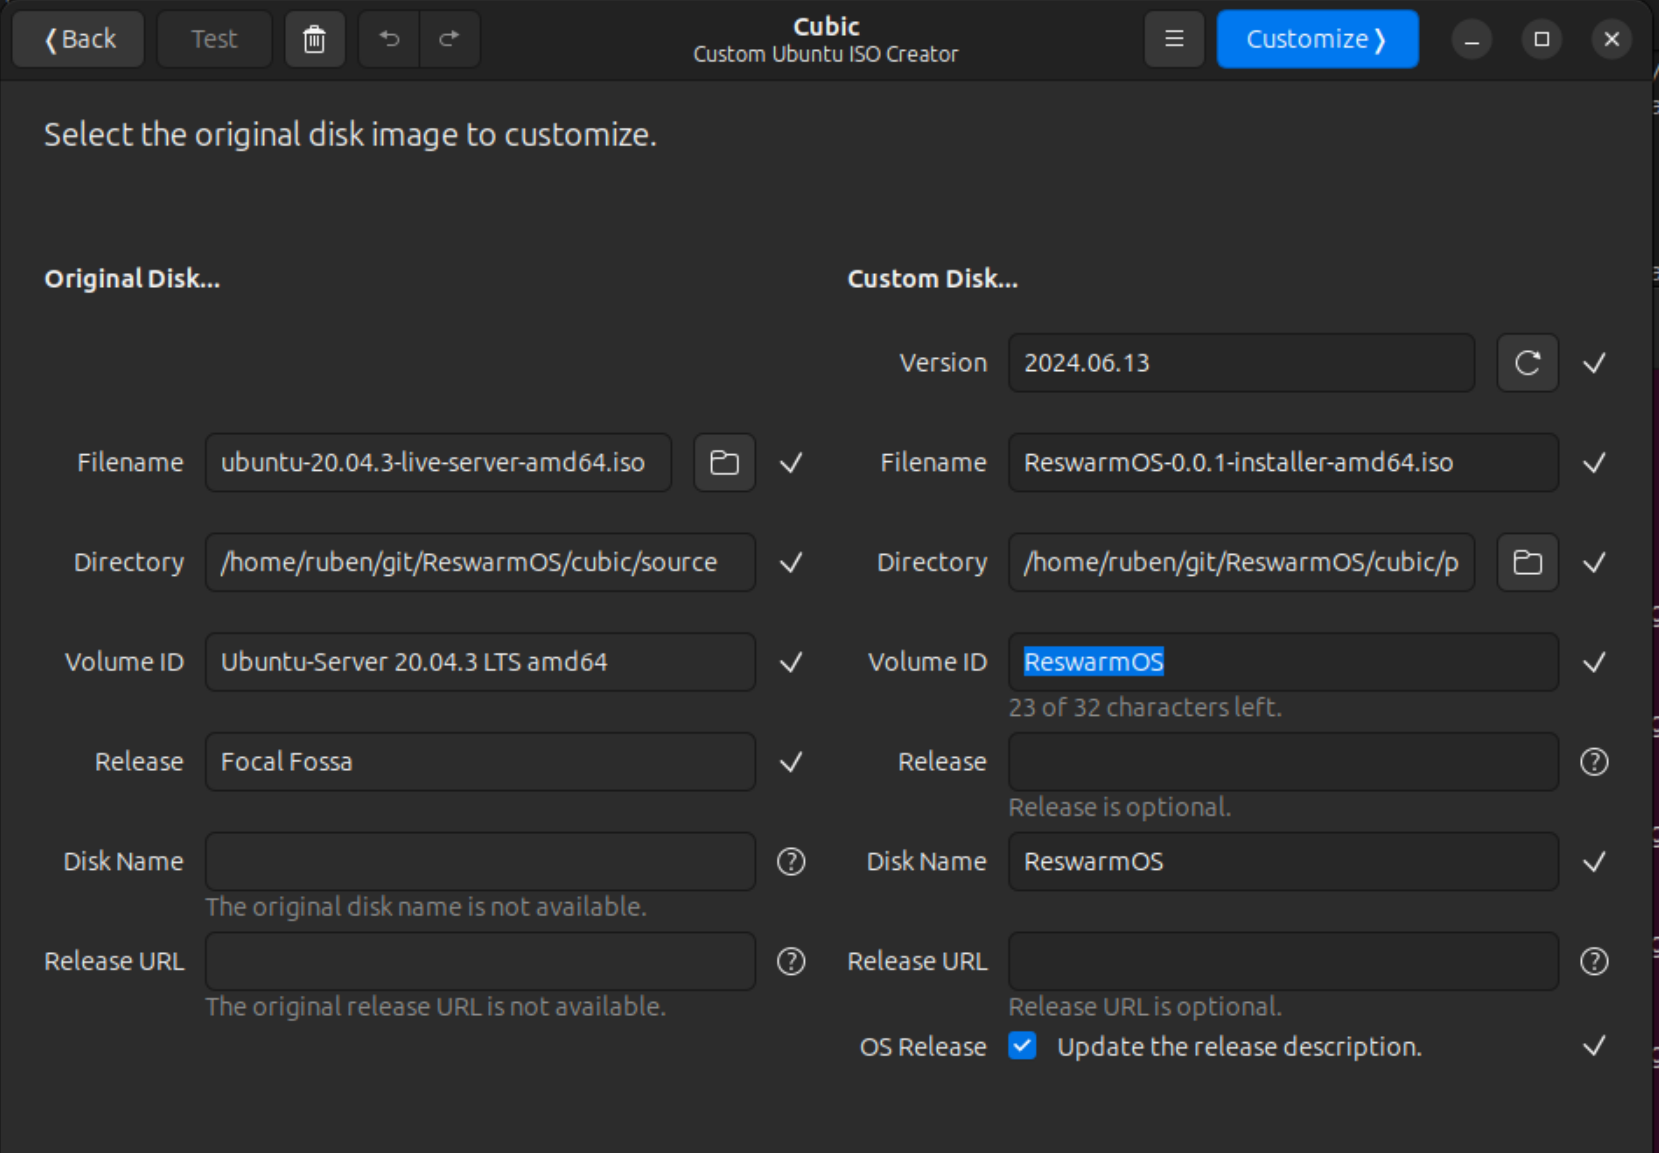 Back
Test
Cubic
Custom Ubuntu ISO Creator
Customize
Select the original disk image to customize.
Original Disk...
Custom Disk...
Version 2024.06.13
Filename ubuntu-20.04.3-live-server-amd64.iso
Filename ReswarmOS-0.0.1-installer-amd64.iso
Directory /home/ruben/git/ReswarmOS/cubic/source
Directory /home/ruben/git/ReswarmOS/cubic/p
Volume ID Ubuntu-Server 20.04.3 LTS amd64
Volume ID ReswarmOS
23 of 32 characters left.
Release Focal Fossa
Release
Release is optional.
Disk Name
The original disk name is not available.
Disk Name ReswarmOS
Release URL
The original release URL is not available.
Release URL
Release URL is optional.
OS Release Update the release description.